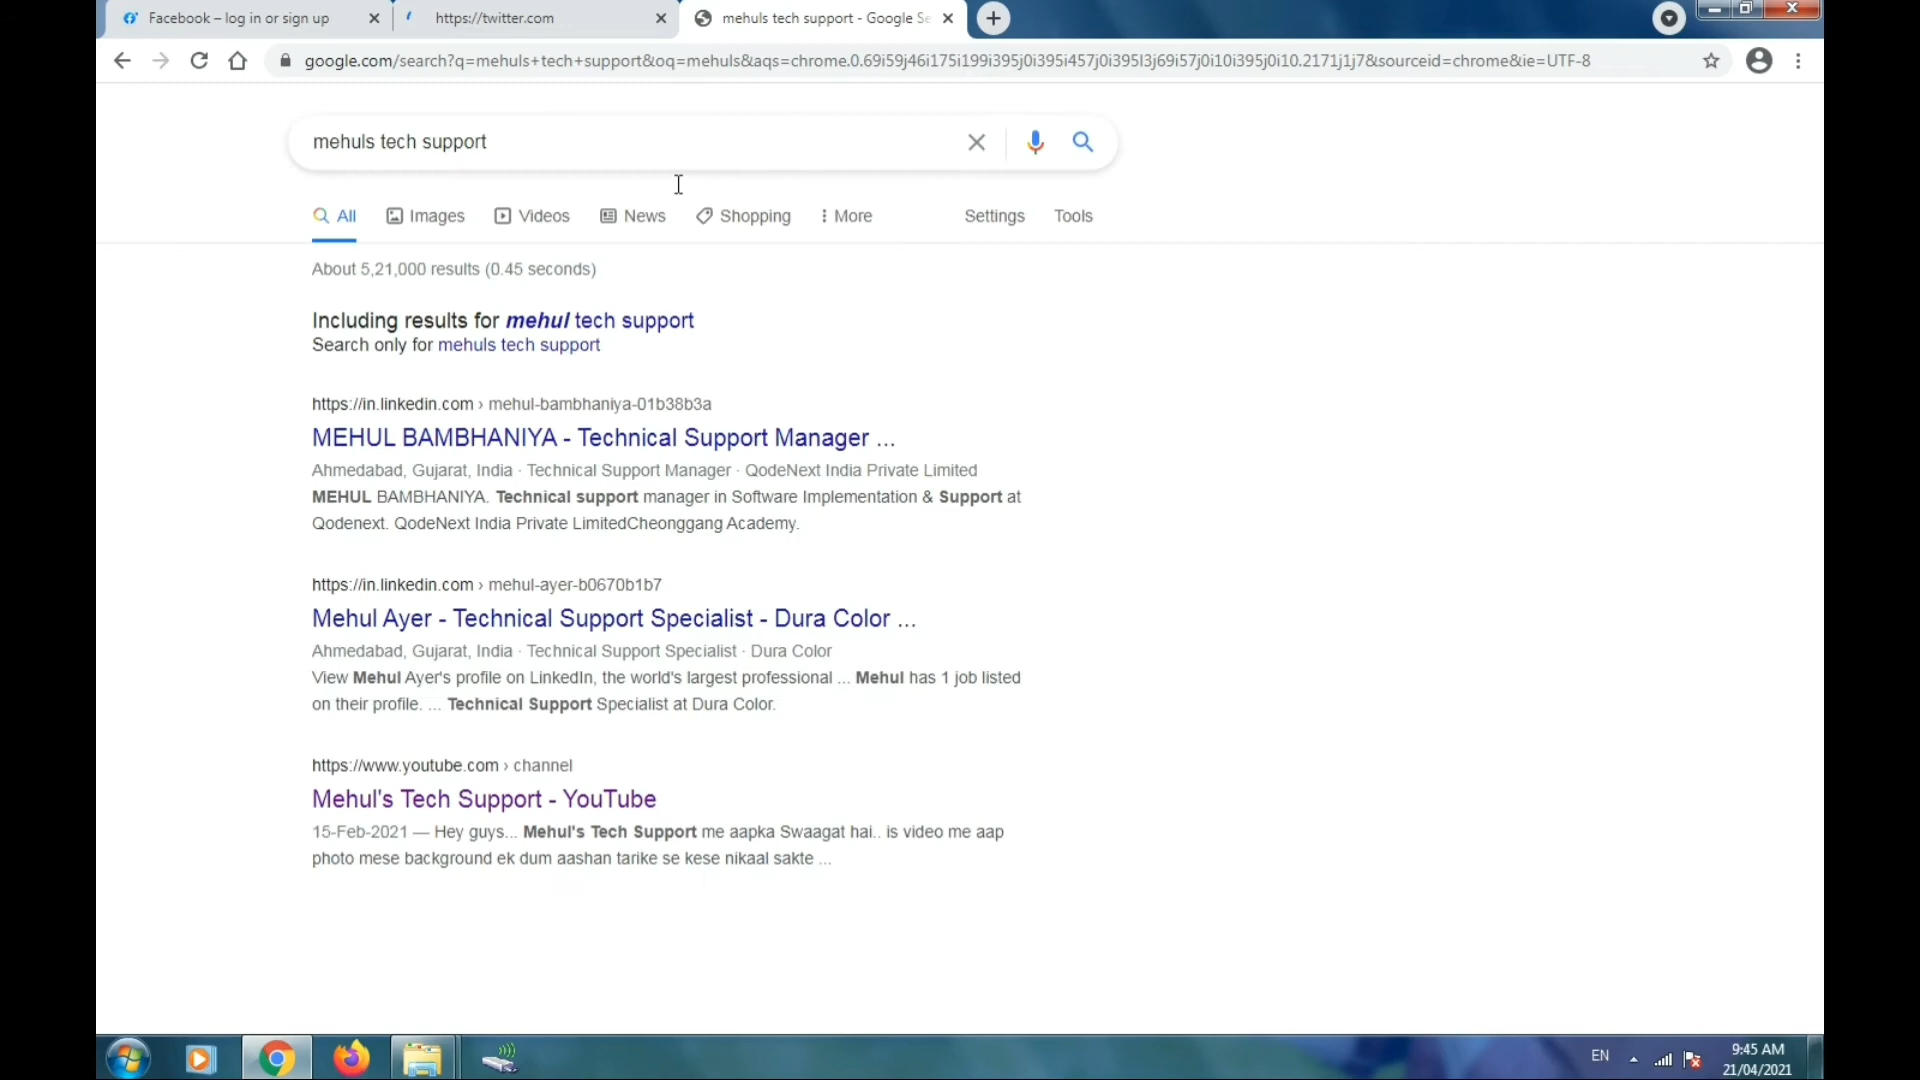 Facebook – log in or sign up
https://twitter.com
mehuls tech support - Google Se
google.com/search?q=mehuls+tech+support&oq=mehuls&aqs=chrome.0.69i59j46i175i199i395j0i395i457j0i395l3j69i57j0i10i395j0i10.2171j1j7&sourceid=chrome&ie=UTF-8
mehuls tech support
All Images Videos News Shopping More Settings Tools
About 5,21,000 results (0.45 seconds)
Including results for mehul tech support
Search only for mehuls tech support
https://in.linkedin.com › mehul-bambhaniya-01b38b3a
MEHUL BAMBHANIYA - Technical Support Manager ...
Ahmedabad, Gujarat, India · Technical Support Manager · QodeNext India Private Limited
MEHUL BAMBHANIYA. Technical support manager in Software Implementation & Support at
Qodenext. QodeNext India Private LimitedCheonggang Academy.
https://in.linkedin.com › mehul-ayer-b0670b1b7
Mehul Ayer - Technical Support Specialist - Dura Color ...
Ahmedabad, Gujarat, India · Technical Support Specialist · Dura Color
View Mehul Ayer's profile on LinkedIn, the world's largest professional ... Mehul has 1 job listed
on their profile. ... Technical Support Specialist at Dura Color.
https://www.youtube.com › channel
Mehul's Tech Support - YouTube
15-Feb-2021 — Hey guys... Mehul's Tech Support me aapka Swaagat hai.. is video me aap
photo mese background ek dum aashan tarike se kese nikaal sakte ...
EN
9:45 AM
21/04/2021